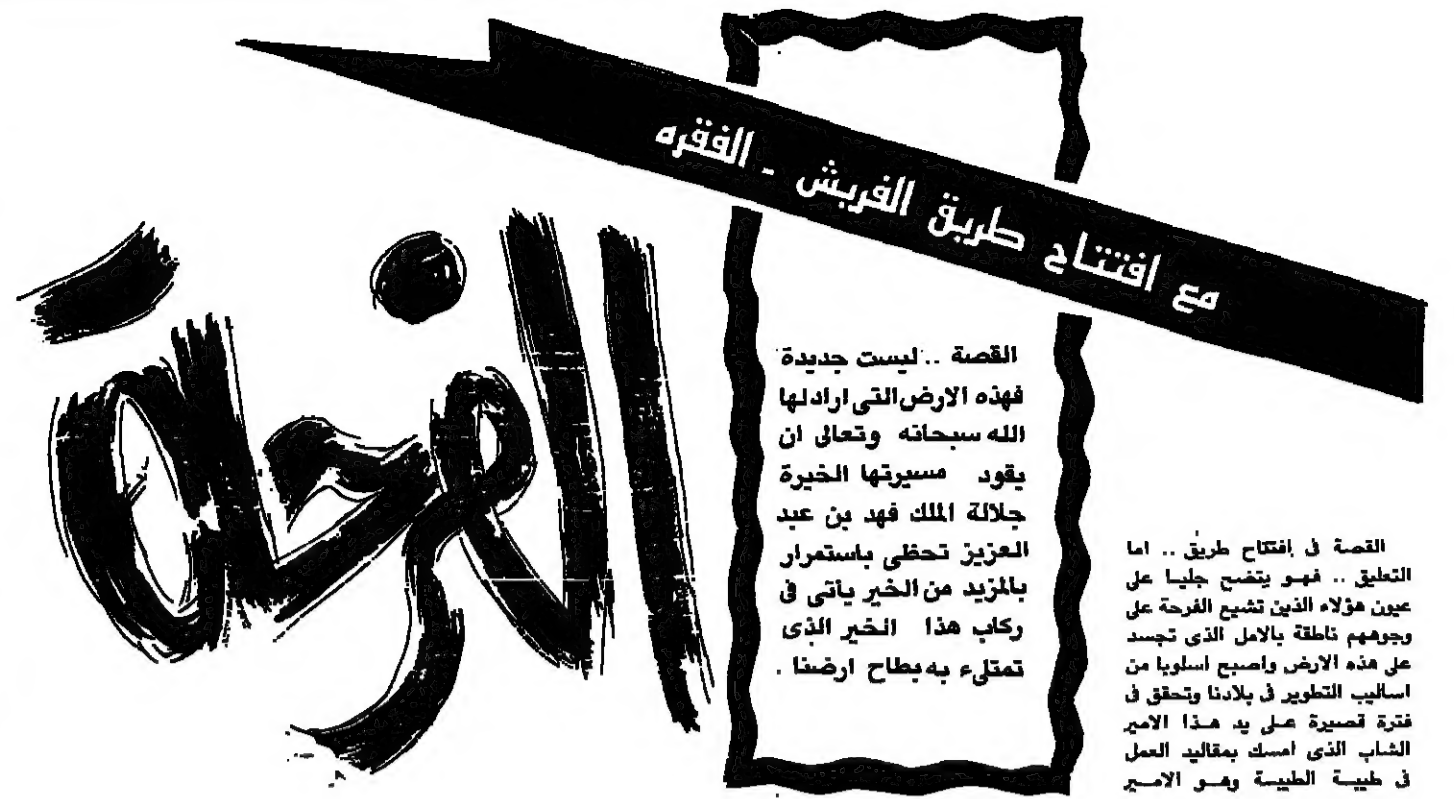 مع افتتاح طريق الفريش - الفقره
الفرحة
القصة .. ليست جديدة
فهذه الارض التى ارادلها
الله سبحانه وتعالى ان
يقود مسيرتها الخيرة
جلالة الملك فهد بن عبد
العزيز تحظى باستمرار
بالمزيد من الخير يأتى فى
ركاب هذا الخير الذى
تمتلىء به بطاح ارضنا .
القصة فى إفتتاح طريق .. اما
التعليق .. فهو يتضح جليا على
عيون هؤلاء الذين تشيع الفرحة على
وجوههم ناطقة بالامل الذى تجسد
على هذه الارض واصبح اسلوبا من
اساليب التطوير فى بلادنا وتحقق فى
فترة قصيرة على يد هذا الامير
الشاب الذى امسك بمقاليد العمل
فى طيبة الطيبة وهو الامير